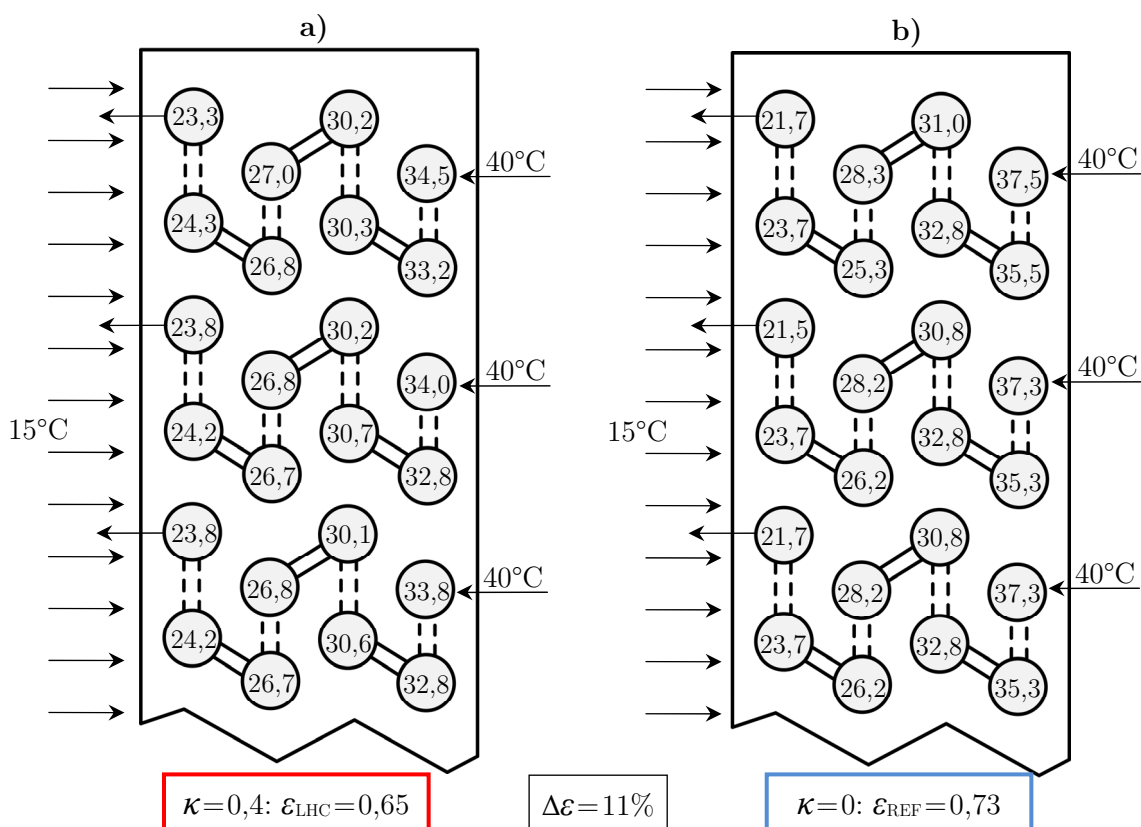 a) b)
23,3 30,2 21,7 31,0
27,0 34,5 40°C 28,3 37,5 40°C
24,3 30,3 23,7 32,8
26,8 33,2 25,3 35,5
23,8 30,2 21,5 30,8
26,8 34,0 40°C 28,2 37,3 40°C
15°C 24,2 30,7 15°C 23,7 32,8
26,7 32,8 26,2 35,3
23,8 30,1 21,7 30,8
26,8 33,8 40°C 28,2 37,3 40°C
24,2 30,6 23,7 32,8
26,7 32,8 26,2 35,3
κ=0,4: εLHC=0,65 Δε=11% κ=0: εREF=0,73